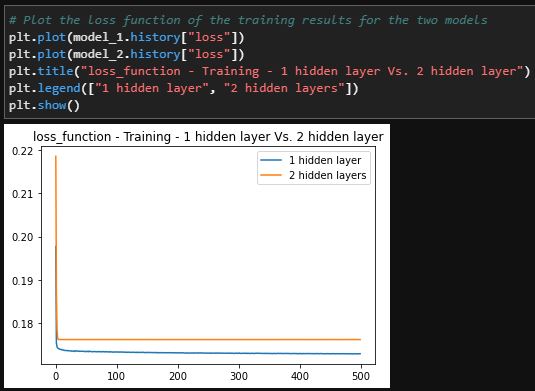 # Plot the loss function of the training results for the two models
plt.plot(model_1.history["loss"])
plt.plot(model_2.history["loss"])
plt.title("loss_function - Training - 1 hidden layer Vs. 2 hidden layer")
plt.legend(["1 hidden layer", "2 hidden layers"])
plt.show()
loss_function - Training - 1 hidden layer Vs. 2 hidden layer
0.22
1 hidden layer
2 hidden layers
0.21
0.20
0.19
0.18
0 100 200 300 400 500